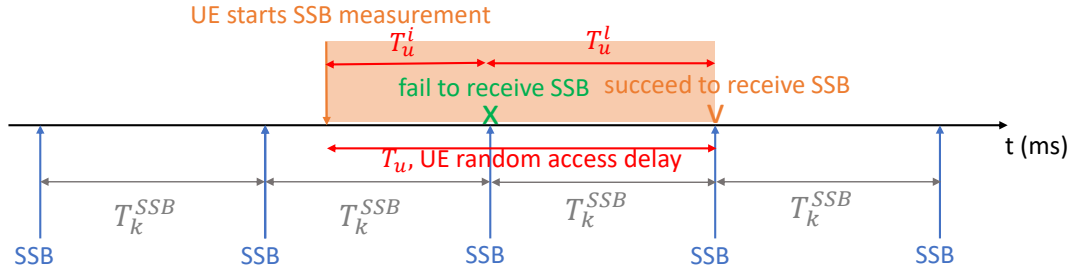 UE starts SSB measurement
T_u^i
T_u^l
fail to receive SSB
succeed to receive SSB
X
V
t (ms)
T_u, UE random access delay
T_k^{SSB}
T_k^{SSB}
T_k^{SSB}
T_k^{SSB}
SSB
SSB
SSB
SSB
SSB